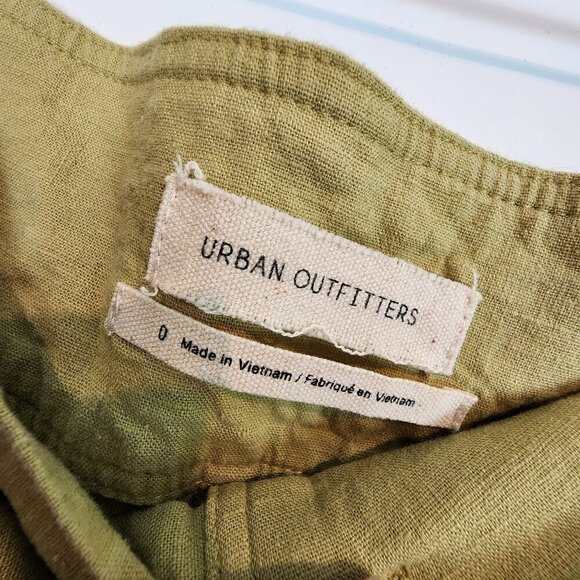 URBAN OUTFITTERS
0 Made in Vietnam / Fabriqué en Vietnam